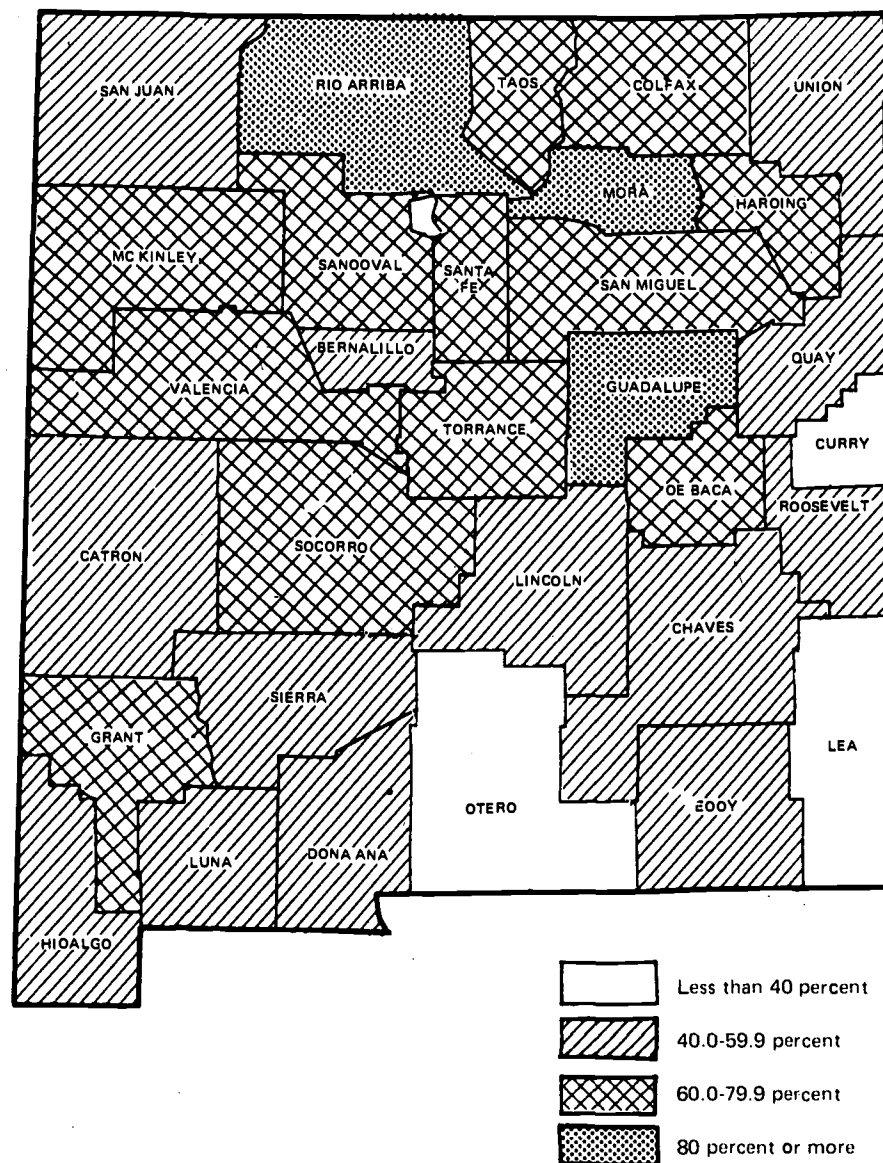 SAN JUAN
RIO ARRIBA
TAOS
COLFAX
UNION
MORA
HARDING
MC KINLEY
SANOOVAL
SANTA
FE
SAN MIGUEL
BERNALILLO
QUAY
VALENCIA
GUADALUPE
TORRANCE
CURRY
OE BACA
ROOSEVELT
CATRON
SOCORRO
LINCOLN
CHAVES
SIERRA
GRANT
LEA
OTERO
EOOY
LUNA
DONA ANA
HIOALGO
Less than 40 percent
40.0-59.9 percent
60.0-79.9 percent
80 percent or more